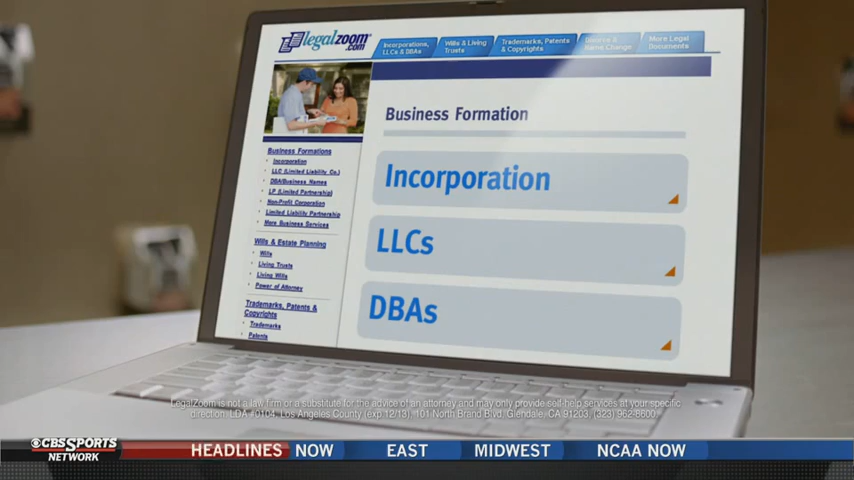 legalzoom.com
Incorporations,
LLCs & DBAs
Wills & Living
Trusts
Trademarks, Patents
& Copyrights
Divorce &
Name Change
More Legal
Documents
Business Formation
Incorporation
LLCs
DBAs
Business Formations
Incorporation
LLC (Limited Liability Co.)
DBA/Business Names
LP (Limited Partnership)
Non-Profit Corporation
Limited Liability Partnership
More Business Services
Wills & Estate Planning
Wills
Living Trusts
Living Wills
Power of Attorney
Trademarks, Patents &
Copyrights
Trademarks
Patents
LegalZoom is not a law firm or a substitute for the advice of an attorney and may only provide self-help services at your specific
direction. LDA #0104, Los Angeles County (exp.12/13). 101 North Brand Blvd, Glendale, CA 91203, (323) 962-8600.
CBS SPORTS
NETWORK
HEADLINES NOW EAST MIDWEST NCAA NOW